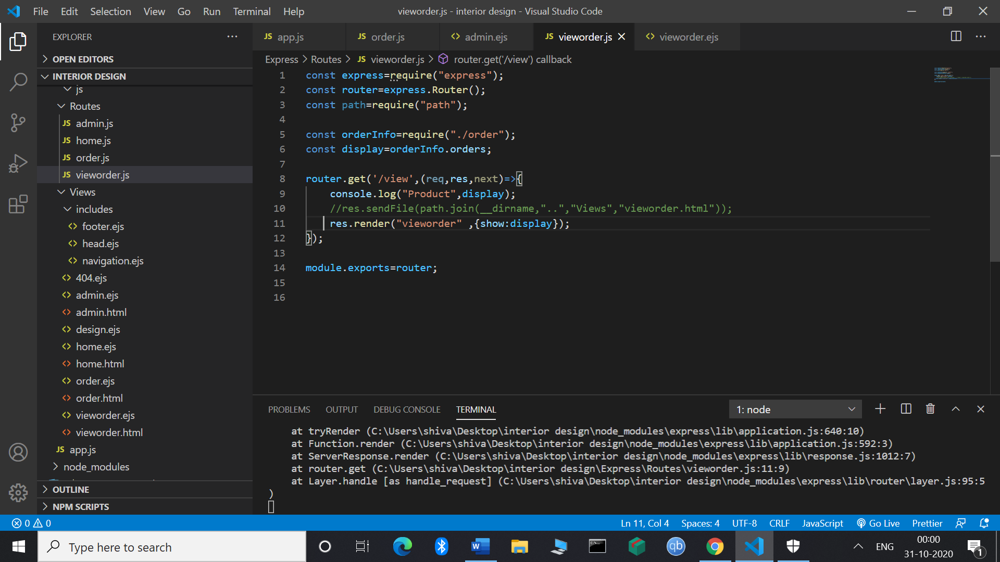 File Edit Selection View Go Run Terminal Help
vieworder.js - interior design - Visual Studio Code
EXPLORER
OPEN EDITORS
INTERIOR DESIGN
js
Routes
admin.js
home.js
order.js
vieworder.js
Views
includes
footer.ejs
head.ejs
navigation.ejs
404.ejs
admin.ejs
admin.html
design.ejs
home.ejs
home.html
order.ejs
order.html
vieworder.ejs
vieworder.html
app.js
node_modules
OUTLINE
NPM SCRIPTS
JS app.js JS order.js <> admin.ejs JS vieworder.js <> vieworder.ejs
Express > Routes > JS vieworder.js > router.get('/view') callback
1 const express=require("express");
2 const router=express.Router();
3 const path=require("path");
4
5 const orderInfo=require("./order");
6 const display=orderInfo.orders;
7
8 router.get('/view',(req,res,next)=>{
9 console.log("Product",display);
10 //res.sendFile(path.join(__dirname,"..","Views","vieworder.html"));
11 res.render("vieworder" ,{show:display});
12 });
13
14 module.exports=router;
15
16
PROBLEMS OUTPUT DEBUG CONSOLE TERMINAL
1: node
at tryRender (C:\Users\shiva\Desktop\interior design\node_modules\express\lib\application.js:640:10)
at Function.render (C:\Users\shiva\Desktop\interior design\node_modules\express\lib\application.js:592:3)
at ServerResponse.render (C:\Users\shiva\Desktop\interior design\node_modules\express\lib\response.js:1012:7)
at router.get (C:\Users\shiva\Desktop\interior design\Express\Routes\vieworder.js:11:9)
at Layer.handle [as handle_request] (C:\Users\shiva\Desktop\interior design\node_modules\express\lib\router\layer.js:95:5
)
0 0
Ln 11, Col 4 Spaces: 4 UTF-8 CRLF JavaScript Go Live Prettier
Type here to search
W
qb
ENG
00:00
31-10-2020
1